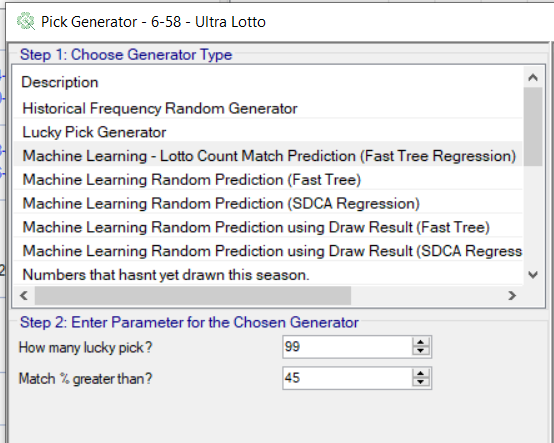 Pick Generator - 6-58 - Ultra Lotto
Step 1: Choose Generator Type
Description
Historical Frequency Random Generator
Lucky Pick Generator
Machine Learning - Lotto Count Match Prediction (Fast Tree Regression)
Machine Learning Random Prediction (Fast Tree)
Machine Learning Random Prediction (SDCA Regression)
Machine Learning Random Prediction using Draw Result (Fast Tree)
Machine Learning Random Prediction using Draw Result (SDCA Regress
Numbers that hasnt yet drawn this season.
Step 2: Enter Parameter for the Chosen Generator
How many lucky pick? 99
Match % greater than? 45